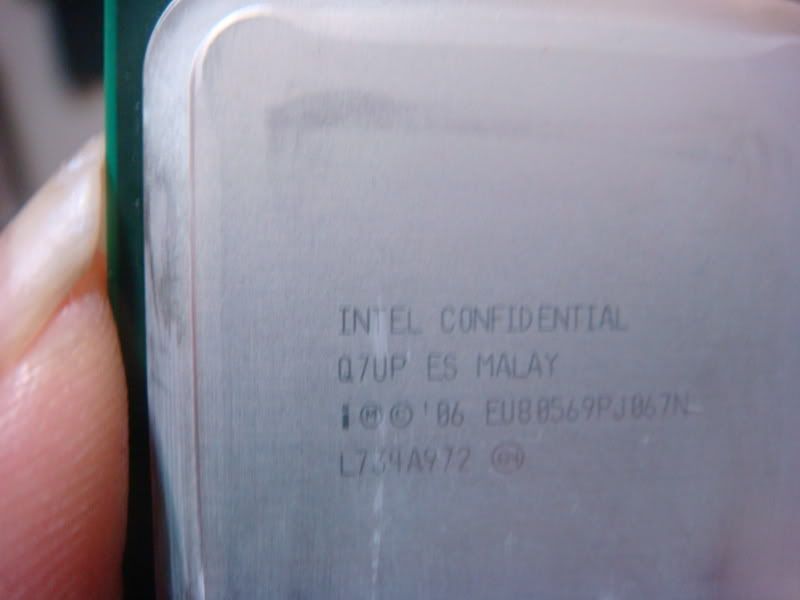 INTEL CONFIDENTIAL
Q7UP ES MALAY
i Ⓜ © '06 EU80569PJ067N
L734A972 e4